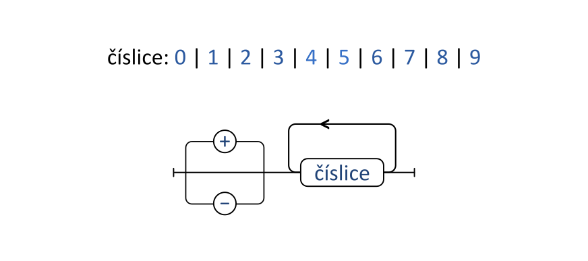 číslice: 0 | 1 | 2 | 3 | 4 | 5 | 6 | 7 | 8 | 9
+
číslice
−